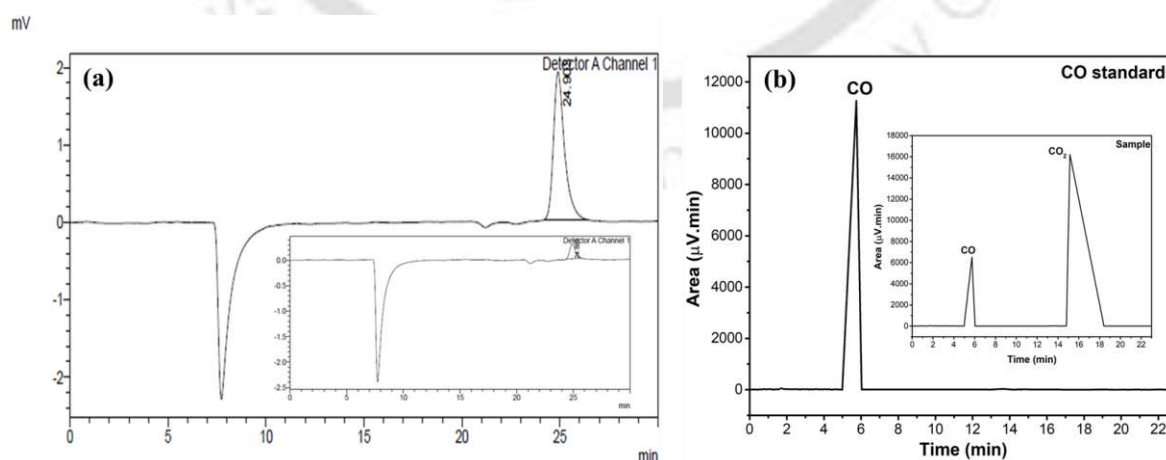 mV
Detector A Channel 1
(a)
24.903
2
1
0
-1
-2
0 5 10 15 20 25
min
Detector A Channel 1
0.0
-0.5
-1.0
-1.5
-2.0
-2.5
0 5 10 15 20 25
min
(b)
CO standard
CO
12000
10000
8000
6000
4000
2000
0
Area (μV.min)
0 2 4 6 8 10 12 14 16 18 20 22
Time (min)
Sample
CO₂
CO
18000
16000
14000
12000
10000
8000
6000
4000
2000
0
Area (μV.min)
0 2 4 6 8 10 12 14 16 18 20 22
Time (min)